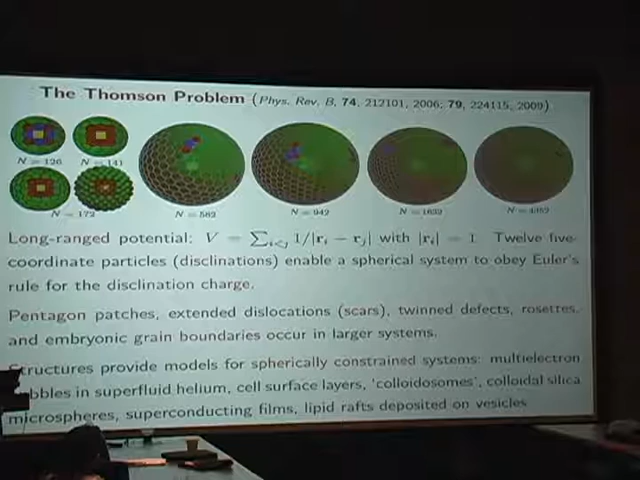 The Thomson Problem (Phys. Rev. B, 74, 212101, 2006; 79, 224115, 2009)
N = 126 N = 141
N = 172 N = 582 N = 942 N = 1632 N = 4352
Long-ranged potential: V = ∑i<j 1/|ri − rj| with |ri| = 1. Twelve five-
coordinate particles (disclinations) enable a spherical system to obey Euler's
rule for the disclination charge.
Pentagon patches, extended dislocations (scars), twinned defects, rosettes,
and embryonic grain boundaries occur in larger systems.
Structures provide models for spherically constrained systems: multielectron
bubbles in superfluid helium, cell surface layers, 'colloidosomes', colloidal silica
microspheres, superconducting films, lipid rafts deposited on vesicles